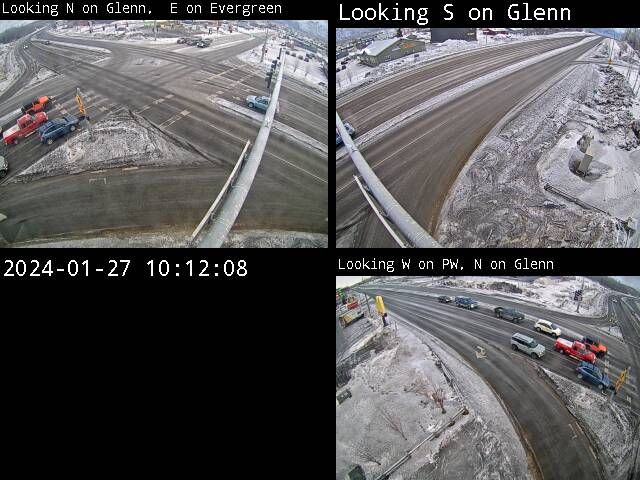 Looking N on Glenn, E on Evergreen
Looking S on Glenn
2024-01-27 10:12:08
Looking W on PW, N on Glenn